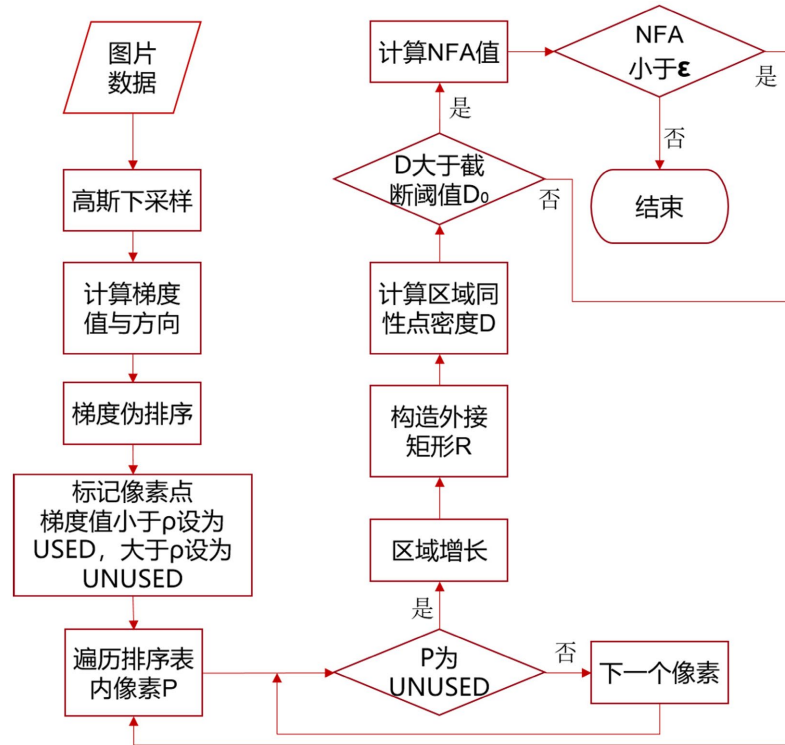 图片
数据
高斯下采样
计算梯度
值与方向
梯度伪排序
标记像素点
梯度值小于ρ设为
USED，大于ρ设为
UNUSED
遍历排序表
内像素P
P为
UNUSED
是
否
下一个像素
区域增长
构造外接
矩形R
计算区域同
性点密度D
D大于截
断阈值D₀
是
否
计算NFA值
NFA
小于ε
是
否
结束